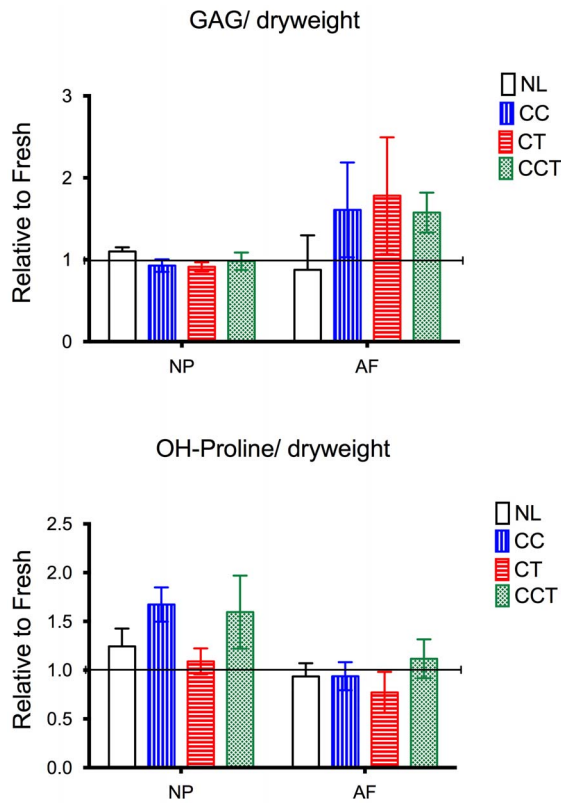 GAG/ dryweight
NL
CC
CT
CCT
Relative to Fresh
3
2
1
0
NP AF
OH-Proline/ dryweight
NL
CC
CT
CCT
Relative to Fresh
2.5
2.0
1.5
1.0
0.5
0.0
NP AF